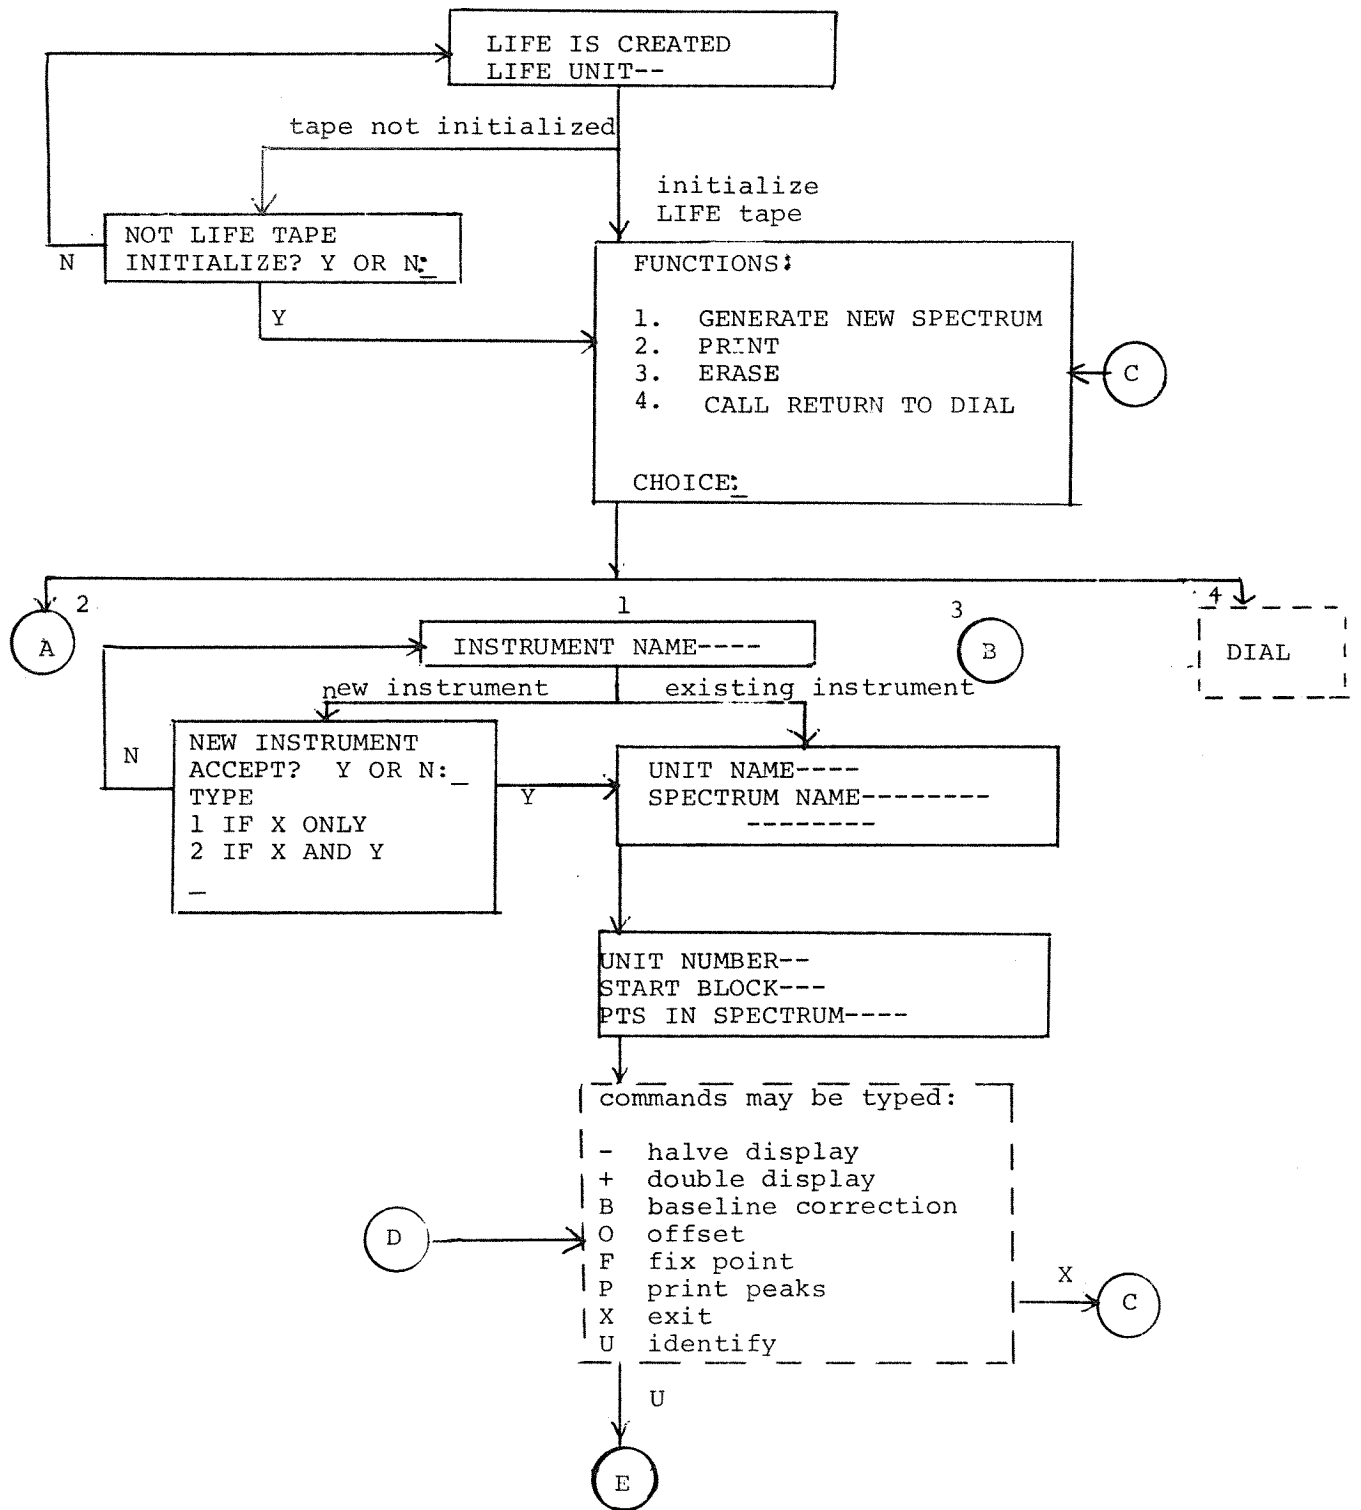 LIFE IS CREATED
LIFE UNIT--
tape not initialized
initialize
LIFE tape
NOT LIFE TAPE
INITIALIZE? Y OR N:_
N
Y
FUNCTIONS:
1. GENERATE NEW SPECTRUM
2. PRINT
3. ERASE
4. CALL RETURN TO DIAL
CHOICE:_
C
2
1
3
4
A
INSTRUMENT NAME----
B
DIAL
new instrument
existing instrument
N
NEW INSTRUMENT
ACCEPT? Y OR N:_
TYPE
1 IF X ONLY
2 IF X AND Y
_
Y
UNIT NAME----
SPECTRUM NAME--------
--------
UNIT NUMBER--
START BLOCK---
PTS IN SPECTRUM----
commands may be typed:
- halve display
+ double display
B baseline correction
O offset
F fix point
P print peaks
X exit
U identify
D
X
C
U
E